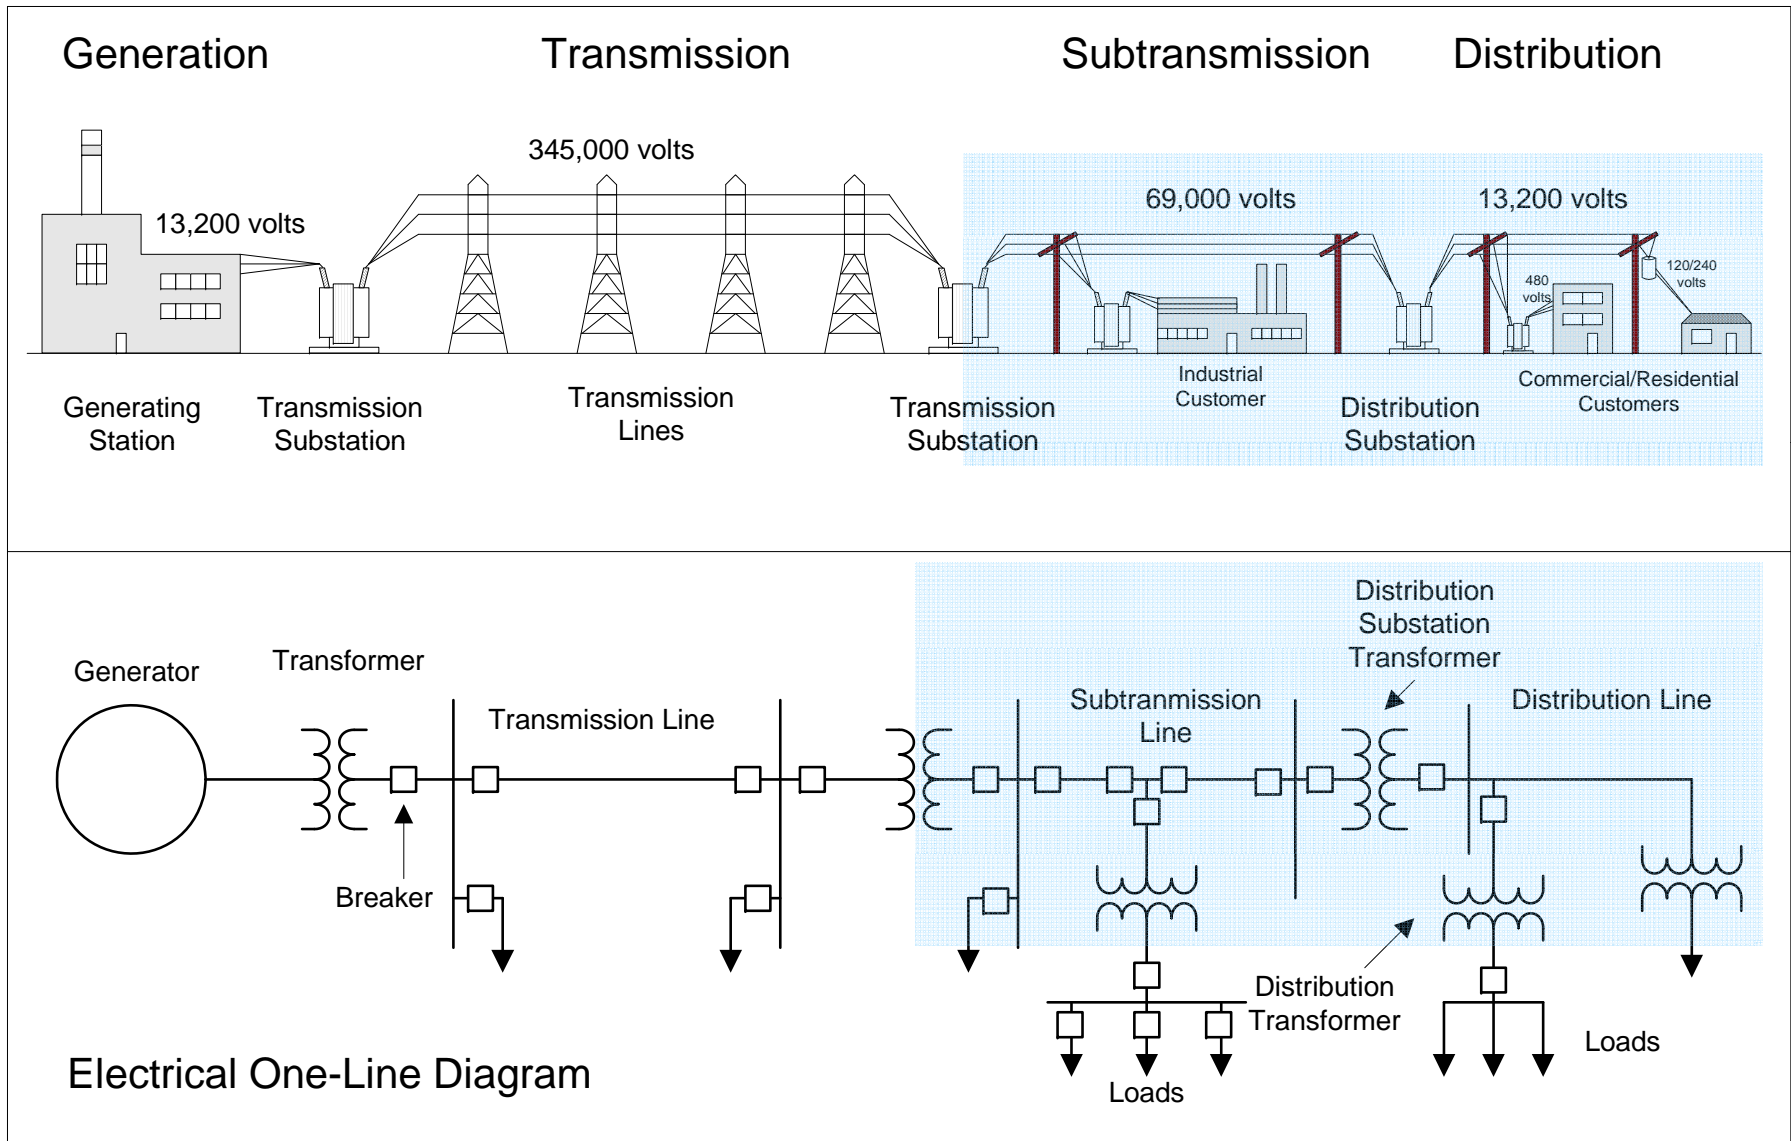 Generation
Transmission
Subtransmission
Distribution
345,000 volts
69,000 volts
13,200 volts
13,200 volts
120/240
volts
480
volts
Industrial
Customer
Commercial/Residential
Customers
Generating
Station
Transmission
Substation
Transmission
Lines
Transmission
Substation
Distribution
Substation
Distribution
Substation
Transformer
Generator
Transformer
Transmission Line
Subtranmission
Line
Distribution Line
Breaker
Distribution
Transformer
Loads
Loads
Electrical One-Line Diagram